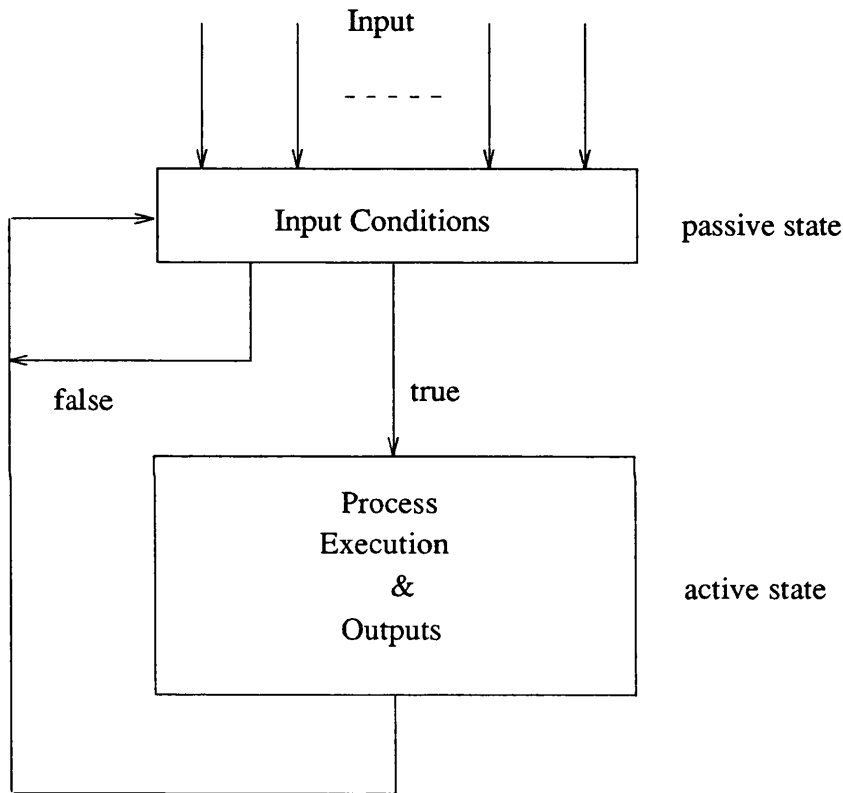 Input
Input Conditions
passive state
false
true
Process
Execution
&
Outputs
active state